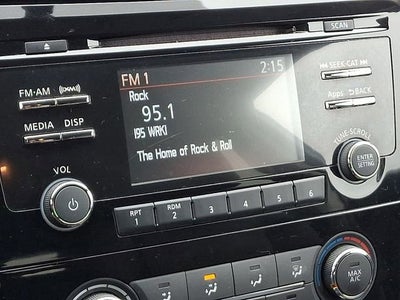 SCAN
FM 1 2:15
SEEK·CAT
FM·AM
Rock
95.1
I95 WRKI
Apps BACK
MEDIA DISP
The Home of Rock & Roll
TUNE·SCROLL
ENTER
SETTING
VOL
RPT RDM
1 2 3 4 5 6
MAX
A/C